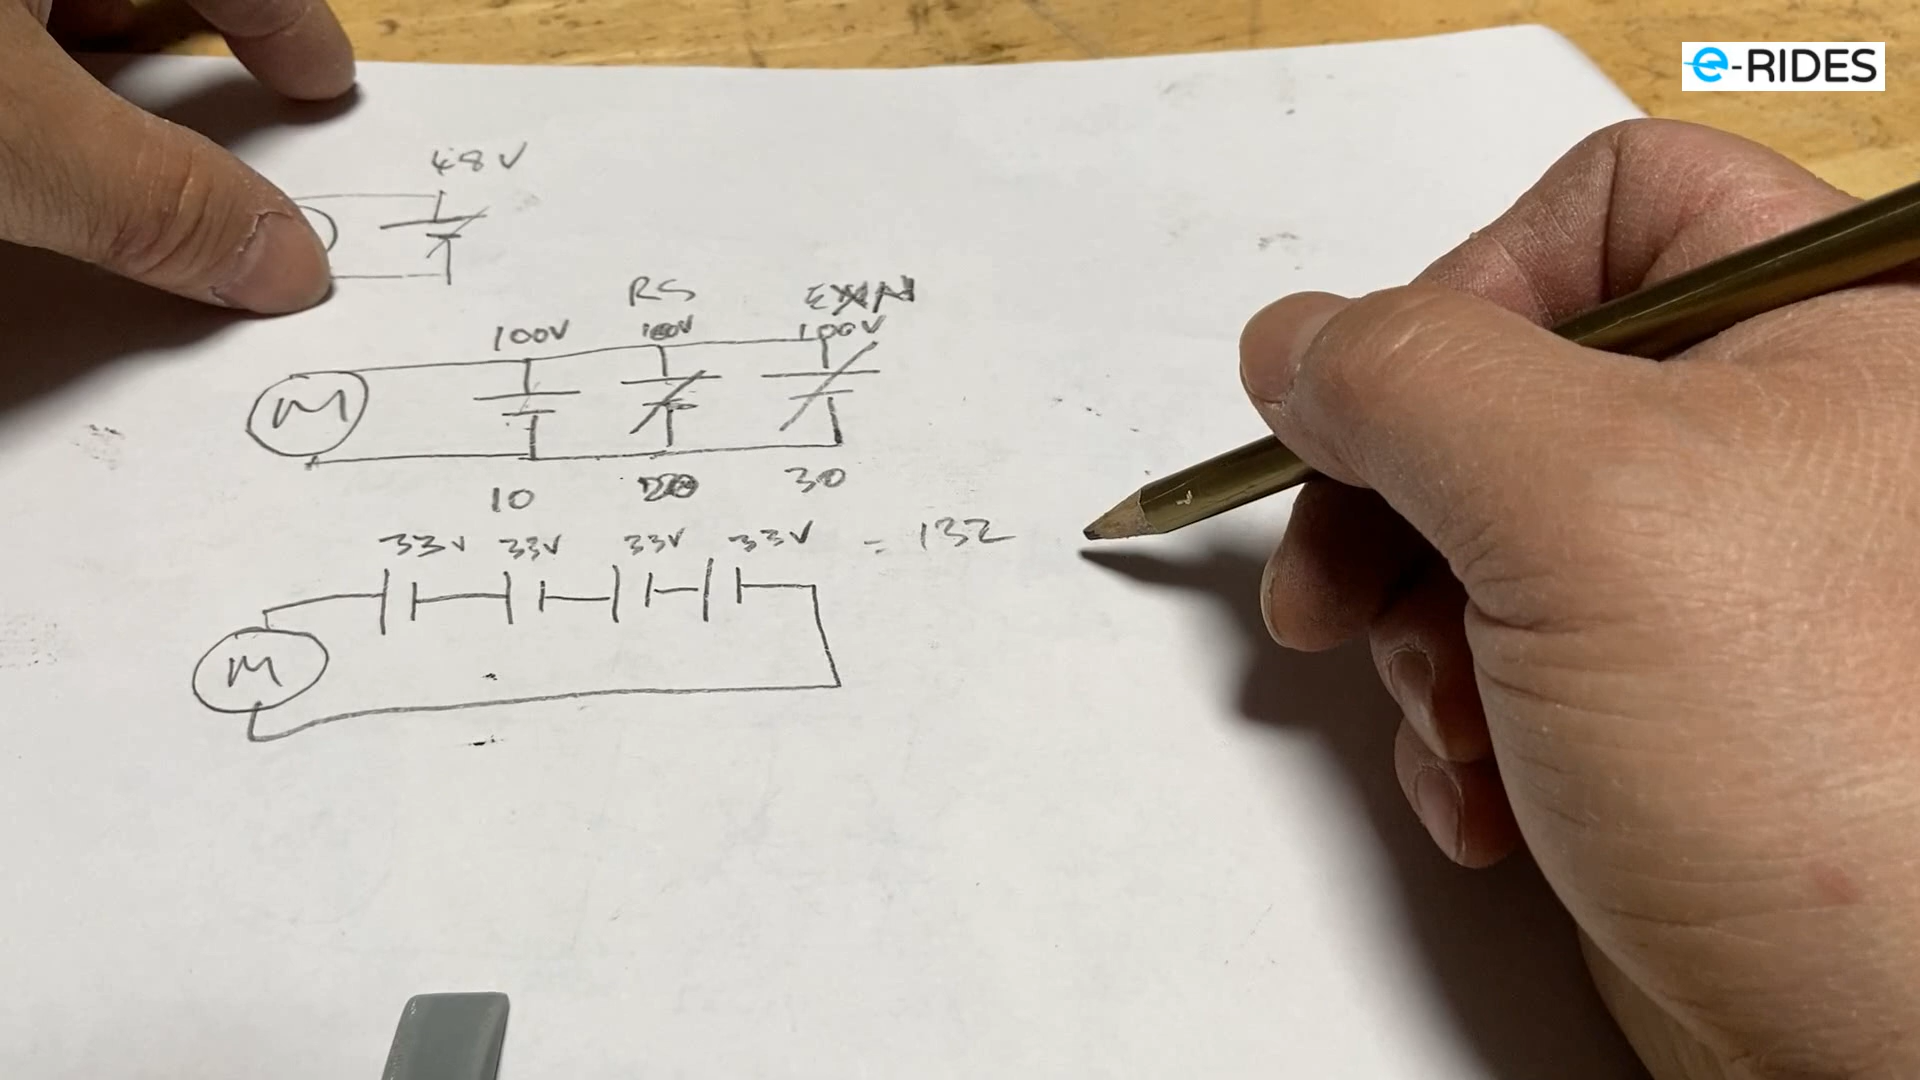 e-RIDES
48V
RS
100V 100V 100V
M
10 30
33V 33V 33V 33V = 132
M